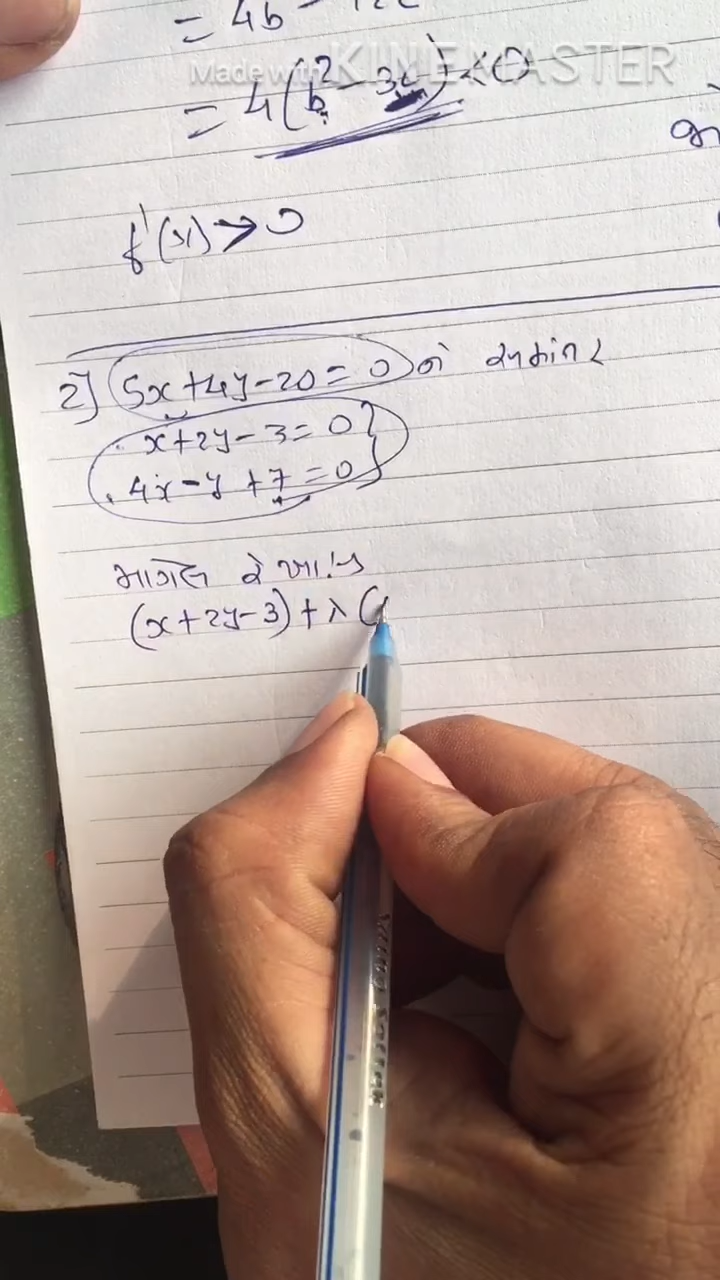 = 4b
Made with KINEMASTER
= 4(b² - 3c) < 0
f'(x) > 0
2] 5x+4y-20=0 ને સમાંતર
x+2y-3=0
4x-y+7=0
માગેલ રેખાનું
(x+2y-3)+λ(